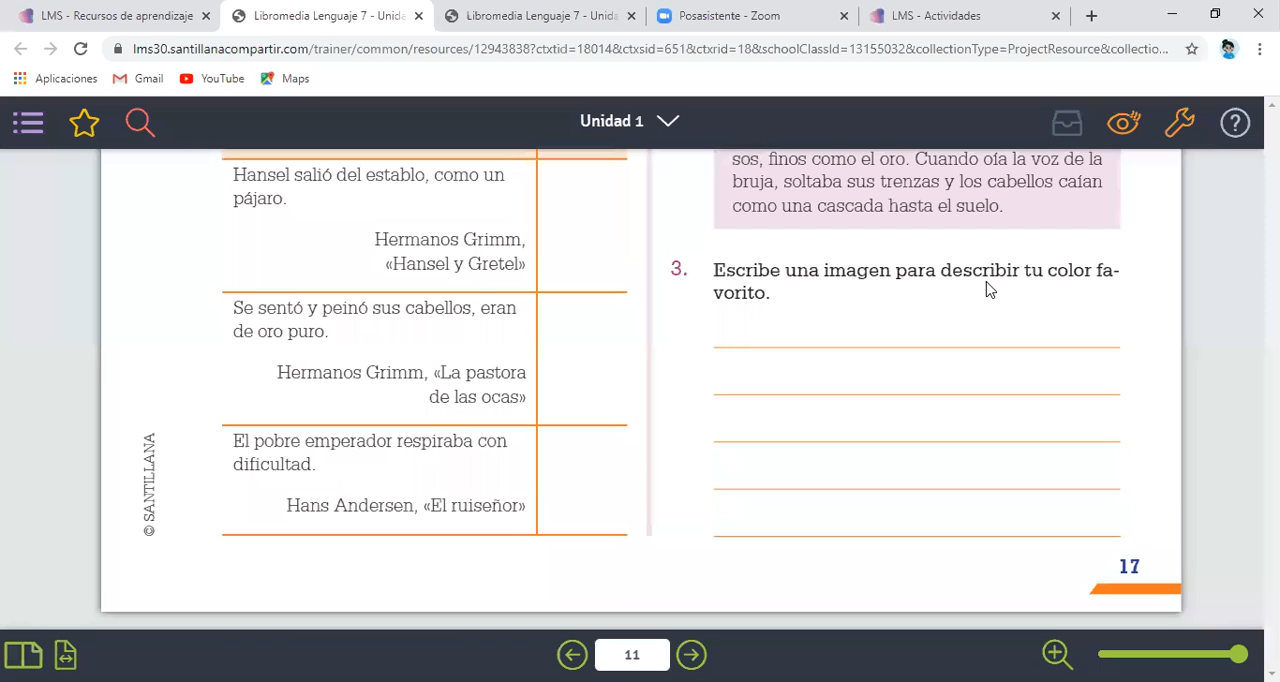 LMS - Recursos de aprendizaje
Libromedia Lenguaje 7 - Unida
Libromedia Lenguaje 7 - Unida
Posasistente - Zoom
LMS - Actividades
lms30.santillanacompartir.com/trainer/common/resources/12943838?ctxtid=18014&ctxsid=651&ctxrid=18&schoolClassId=13155032&collectionType=ProjectResource&collectio...
Aplicaciones
Gmail
YouTube
Maps
Unidad 1
Hansel salió del establo, como un
pájaro.
Hermanos Grimm,
«Hansel y Gretel»
Se sentó y peinó sus cabellos, eran
de oro puro.
Hermanos Grimm, «La pastora
de las ocas»
El pobre emperador respiraba con
dificultad.
Hans Andersen, «El ruiseñor»
© SANTILLANA
sos, finos como el oro. Cuando oía la voz de la
bruja, soltaba sus trenzas y los cabellos caían
como una cascada hasta el suelo.
3. Escribe una imagen para describir tu color fa-
vorito.
17
11